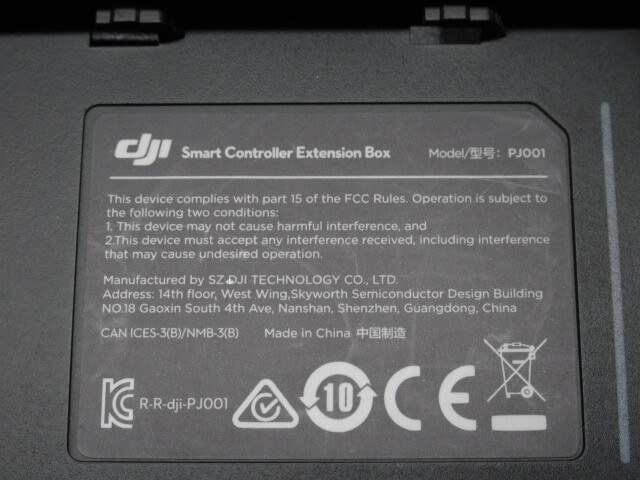 dji Smart Controller Extension Box Model/型号: PJ001
This device complies with part 15 of the FCC Rules. Operation is subject to
the following two conditions:
1. This device may not cause harmful interference, and
2.This device must accept any interference received, including interference
that may cause undesired operation.
Manufactured by SZ DJI TECHNOLOGY CO., LTD.
Address: 14th floor, West Wing,Skyworth Semiconductor Design Building
NO.18 Gaoxin South 4th Ave, Nanshan, Shenzhen, Guangdong, China
CAN ICES-3(B)/NMB-3(B) Made in China 中国制造
R-R-dji-PJ001 10 CE